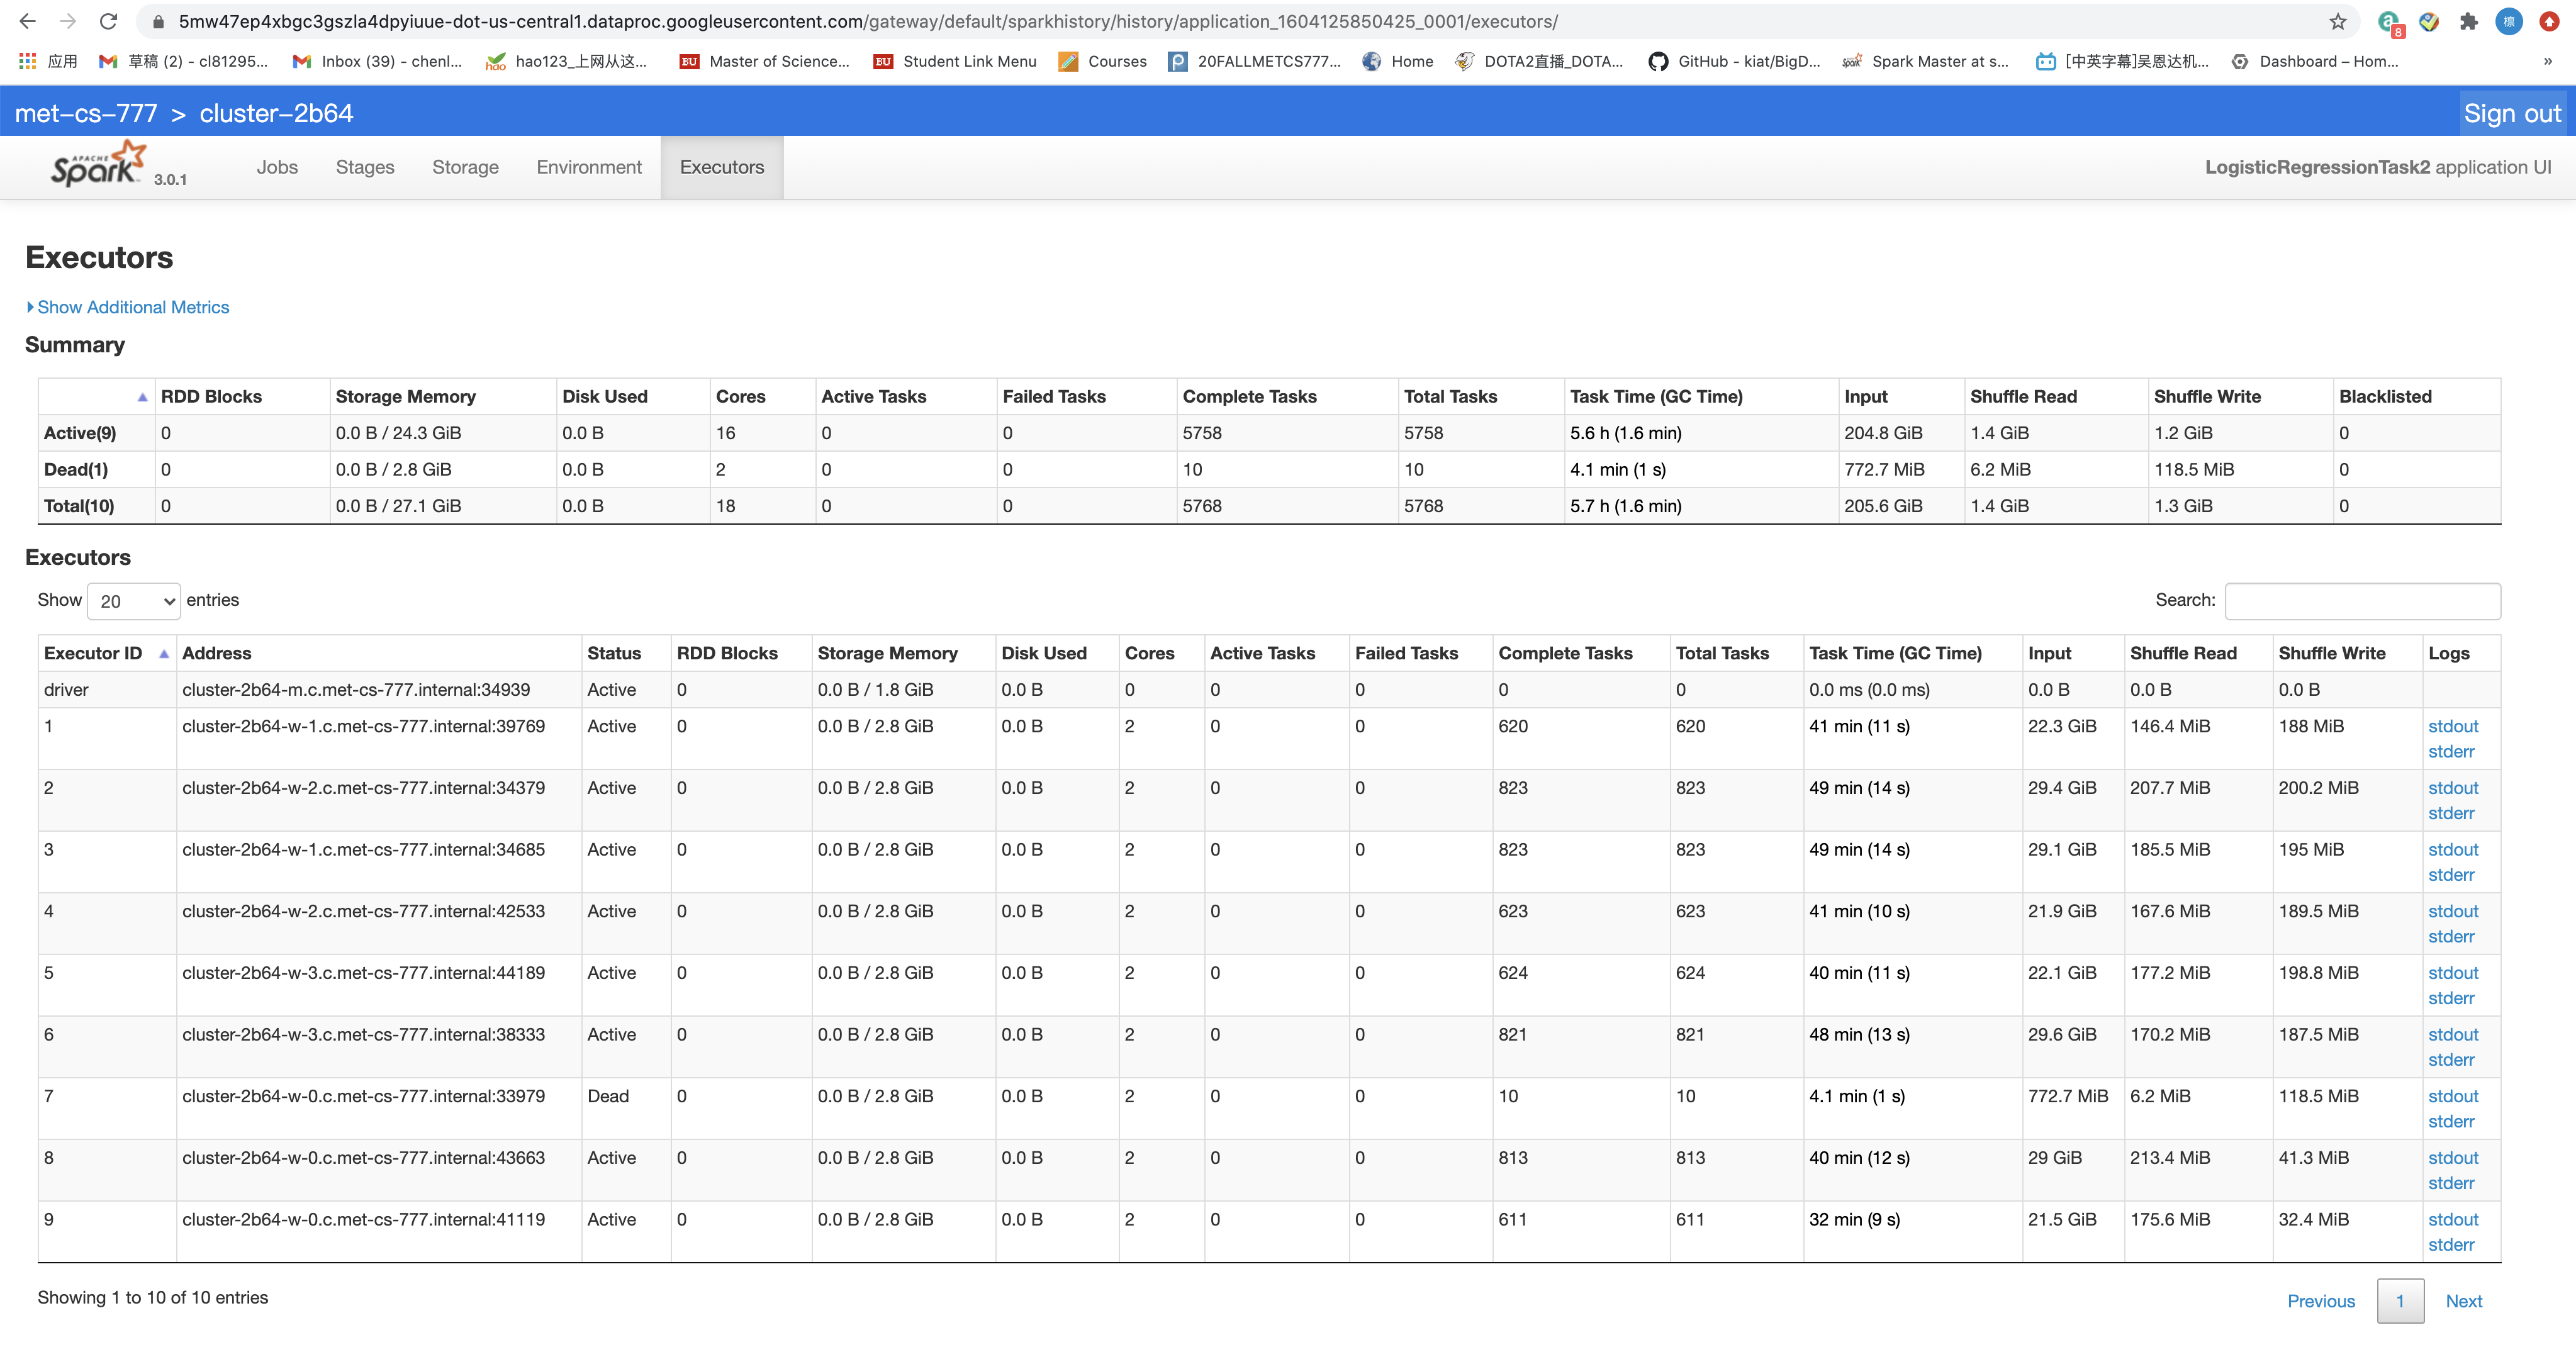 5mw47ep4xbgc3gszla4dpyiuue-dot-us-central1.dataproc.googleusercontent.com/gateway/default/sparkhistory/history/application_1604125850425_0001/executors/
8
应用 草稿 (2) - cl81295... Inbox (39) - chenl... hao hao123_上网从这... BU Master of Science... BU Student Link Menu Courses P 20FALLMETCS777... Home DOTA2直播_DOTA... GitHub - kiat/BigD... Spark Master at s... [中英字幕]吴恩达机... Dashboard – Hom... »
met-cs-777 > cluster-2b64 Sign out
APACHE Spark 3.0.1 Jobs Stages Storage Environment Executors LogisticRegressionTask2 application UI
Executors
Show Additional Metrics
Summary
RDD Blocks Storage Memory Disk Used Cores Active Tasks Failed Tasks Complete Tasks Total Tasks Task Time (GC Time) Input Shuffle Read Shuffle Write Blacklisted
Active(9) 0 0.0 B / 24.3 GiB 0.0 B 16 0 0 5758 5758 5.6 h (1.6 min) 204.8 GiB 1.4 GiB 1.2 GiB 0
Dead(1) 0 0.0 B / 2.8 GiB 0.0 B 2 0 0 10 10 4.1 min (1 s) 772.7 MiB 6.2 MiB 118.5 MiB 0
Total(10) 0 0.0 B / 27.1 GiB 0.0 B 18 0 0 5768 5768 5.7 h (1.6 min) 205.6 GiB 1.4 GiB 1.3 GiB 0
Executors
Show 20 entries Search:
Executor ID Address Status RDD Blocks Storage Memory Disk Used Cores Active Tasks Failed Tasks Complete Tasks Total Tasks Task Time (GC Time) Input Shuffle Read Shuffle Write Logs
driver cluster-2b64-m.c.met-cs-777.internal:34939 Active 0 0.0 B / 1.8 GiB 0.0 B 0 0 0 0 0 0.0 ms (0.0 ms) 0.0 B 0.0 B 0.0 B
1 cluster-2b64-w-1.c.met-cs-777.internal:39769 Active 0 0.0 B / 2.8 GiB 0.0 B 2 0 0 620 620 41 min (11 s) 22.3 GiB 146.4 MiB 188 MiB stdout
stderr
2 cluster-2b64-w-2.c.met-cs-777.internal:34379 Active 0 0.0 B / 2.8 GiB 0.0 B 2 0 0 823 823 49 min (14 s) 29.4 GiB 207.7 MiB 200.2 MiB stdout
stderr
3 cluster-2b64-w-1.c.met-cs-777.internal:34685 Active 0 0.0 B / 2.8 GiB 0.0 B 2 0 0 823 823 49 min (14 s) 29.1 GiB 185.5 MiB 195 MiB stdout
stderr
4 cluster-2b64-w-2.c.met-cs-777.internal:42533 Active 0 0.0 B / 2.8 GiB 0.0 B 2 0 0 623 623 41 min (10 s) 21.9 GiB 167.6 MiB 189.5 MiB stdout
stderr
5 cluster-2b64-w-3.c.met-cs-777.internal:44189 Active 0 0.0 B / 2.8 GiB 0.0 B 2 0 0 624 624 40 min (11 s) 22.1 GiB 177.2 MiB 198.8 MiB stdout
stderr
6 cluster-2b64-w-3.c.met-cs-777.internal:38333 Active 0 0.0 B / 2.8 GiB 0.0 B 2 0 0 821 821 48 min (13 s) 29.6 GiB 170.2 MiB 187.5 MiB stdout
stderr
7 cluster-2b64-w-0.c.met-cs-777.internal:33979 Dead 0 0.0 B / 2.8 GiB 0.0 B 2 0 0 10 10 4.1 min (1 s) 772.7 MiB 6.2 MiB 118.5 MiB stdout
stderr
8 cluster-2b64-w-0.c.met-cs-777.internal:43663 Active 0 0.0 B / 2.8 GiB 0.0 B 2 0 0 813 813 40 min (12 s) 29 GiB 213.4 MiB 41.3 MiB stdout
stderr
9 cluster-2b64-w-0.c.met-cs-777.internal:41119 Active 0 0.0 B / 2.8 GiB 0.0 B 2 0 0 611 611 32 min (9 s) 21.5 GiB 175.6 MiB 32.4 MiB stdout
stderr
Showing 1 to 10 of 10 entries Previous 1 Next